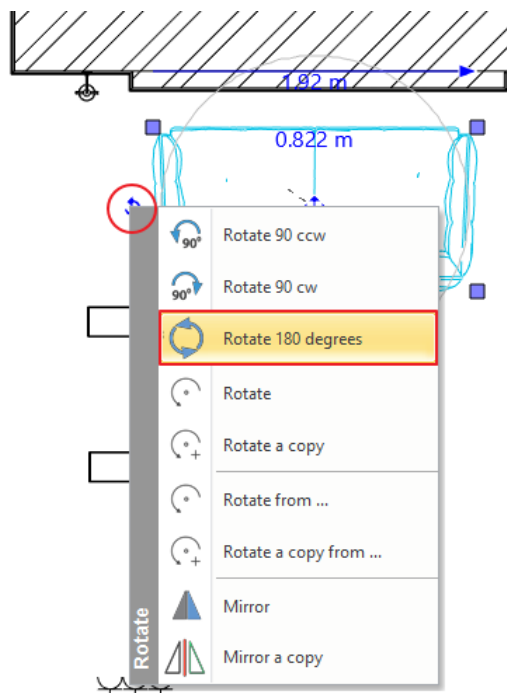 1.92 m
0.822 m
90°
Rotate 90 ccw
90°
Rotate 90 cw
Rotate 180 degrees
Rotate
Rotate a copy
Rotate from ...
Rotate a copy from ...
Mirror
Mirror a copy
Rotate